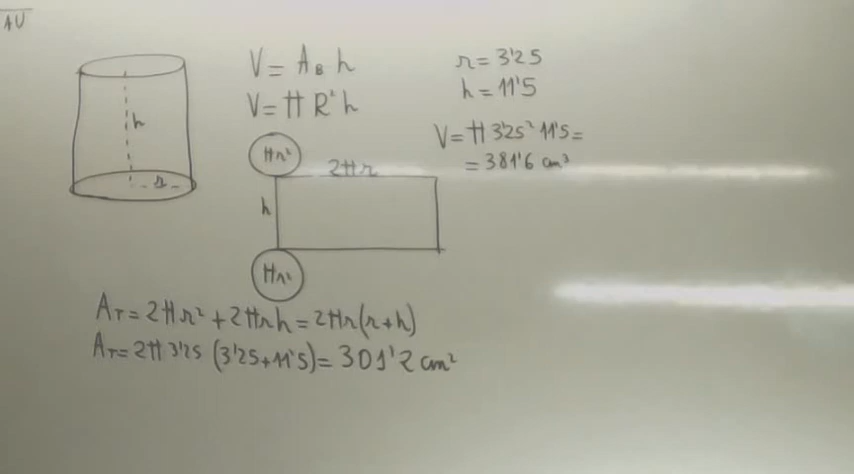 AU
h
r
V = A_B h
V = π R² h
r = 3'25
h = 11'5
V = π 3'25² 11'5 =
= 381'6 cm³
πr²
2πr
h
πr²
A_T = 2πr² + 2πrh = 2πr(r+h)
A_T = 2π 3'25 (3'25+11'5) = 301'2 cm²